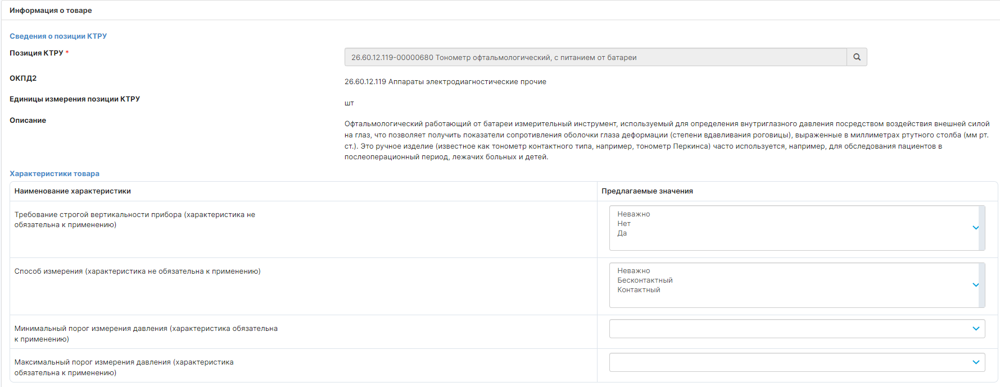 Информация о товаре
Сведения о позиции КТРУ
Позиция КТРУ *
26.60.12.119-00000680 Тонометр офтальмологический, с питанием от батареи
ОКПД2
26.60.12.119 Аппараты электродиагностические прочие
Единицы измерения позиции КТРУ
шт
Описание
Офтальмологический работающий от батареи измерительный инструмент, используемый для определения внутриглазного давления посредством воздействия внешней силой
на глаз, что позволяет получить показатели сопротивления оболочки глаза деформации (степени вдавливания роговицы), выраженные в миллиметрах ртутного столба (мм рт.
ст.). Это ручное изделие (известное как тонометр контактного типа, например, тонометр Перкинса) часто используется, например, для обследования пациентов в
послеоперационный период, лежачих больных и детей.
Характеристики товара
Наименование характеристики
Предлагаемые значения
Требование строгой вертикальности прибора (характеристика не
обязательна к применению)
Неважно
Нет
Да
Способ измерения (характеристика не обязательна к применению)
Неважно
Бесконтактный
Контактный
Минимальный порог измерения давления (характеристика обязательна
к применению)
Максимальный порог измерения давления (характеристика
обязательна к применению)